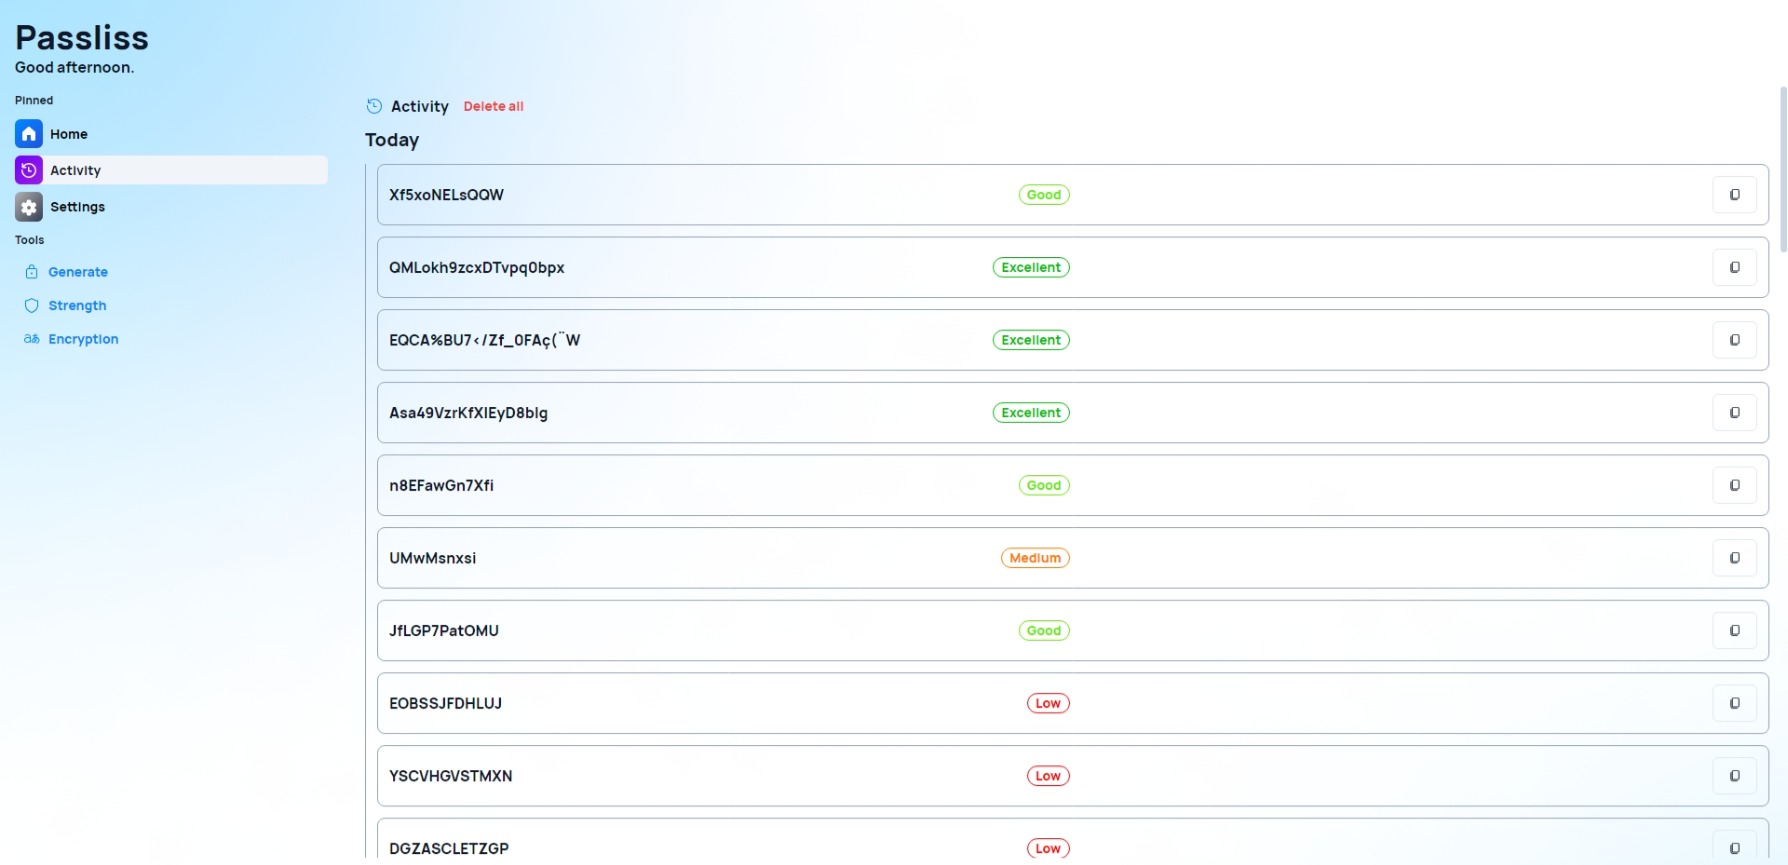 Passliss
Good afternoon.
Pinned
Home
Activity
Settings
Tools
Generate
Strength
Encryption
Activity Delete all
Today
Xf5xoNELsQQW Good
QMLokh9zcxDTvpq0bpx Excellent
EQCA%BU7</Zf_0FAç(¨W Excellent
Asa49VzrKfXIEyD8bIg Excellent
n8EFawGn7Xfi Good
UMwMsnxsi Medium
JfLGP7PatOMU Good
EOBSSJFDHLUJ Low
YSCVHGVSTMXN Low
DGZASCLETZGP Low